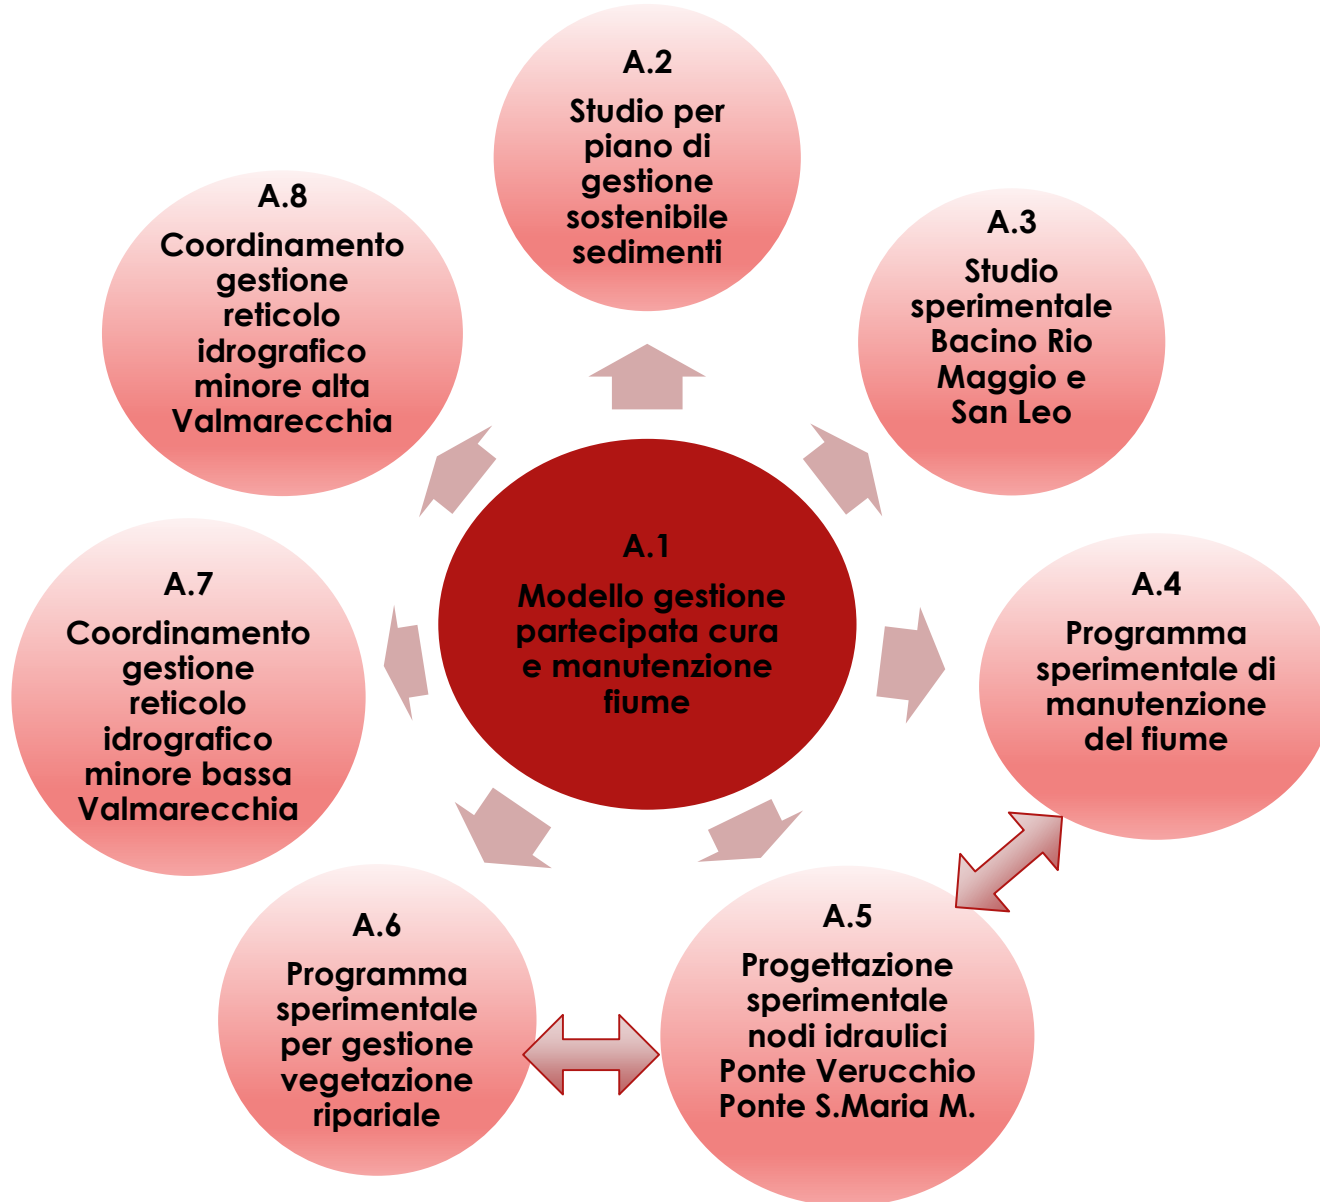 A.2
Studio per
piano di
gestione
sostenibile
sedimenti
A.8
Coordinamento
gestione
reticolo
idrografico
minore alta
Valmarecchia
A.3
Studio
sperimentale
Bacino Rio
Maggio e
San Leo
A.1
Modello gestione
partecipata cura
e manutenzione
fiume
A.7
Coordinamento
gestione
reticolo
idrografico
minore bassa
Valmarecchia
A.4
Programma
sperimentale di
manutenzione
del fiume
A.6
Programma
sperimentale
per gestione
vegetazione
ripariale
A.5
Progettazione
sperimentale
nodi idraulici
Ponte Verucchio
Ponte S.Maria M.